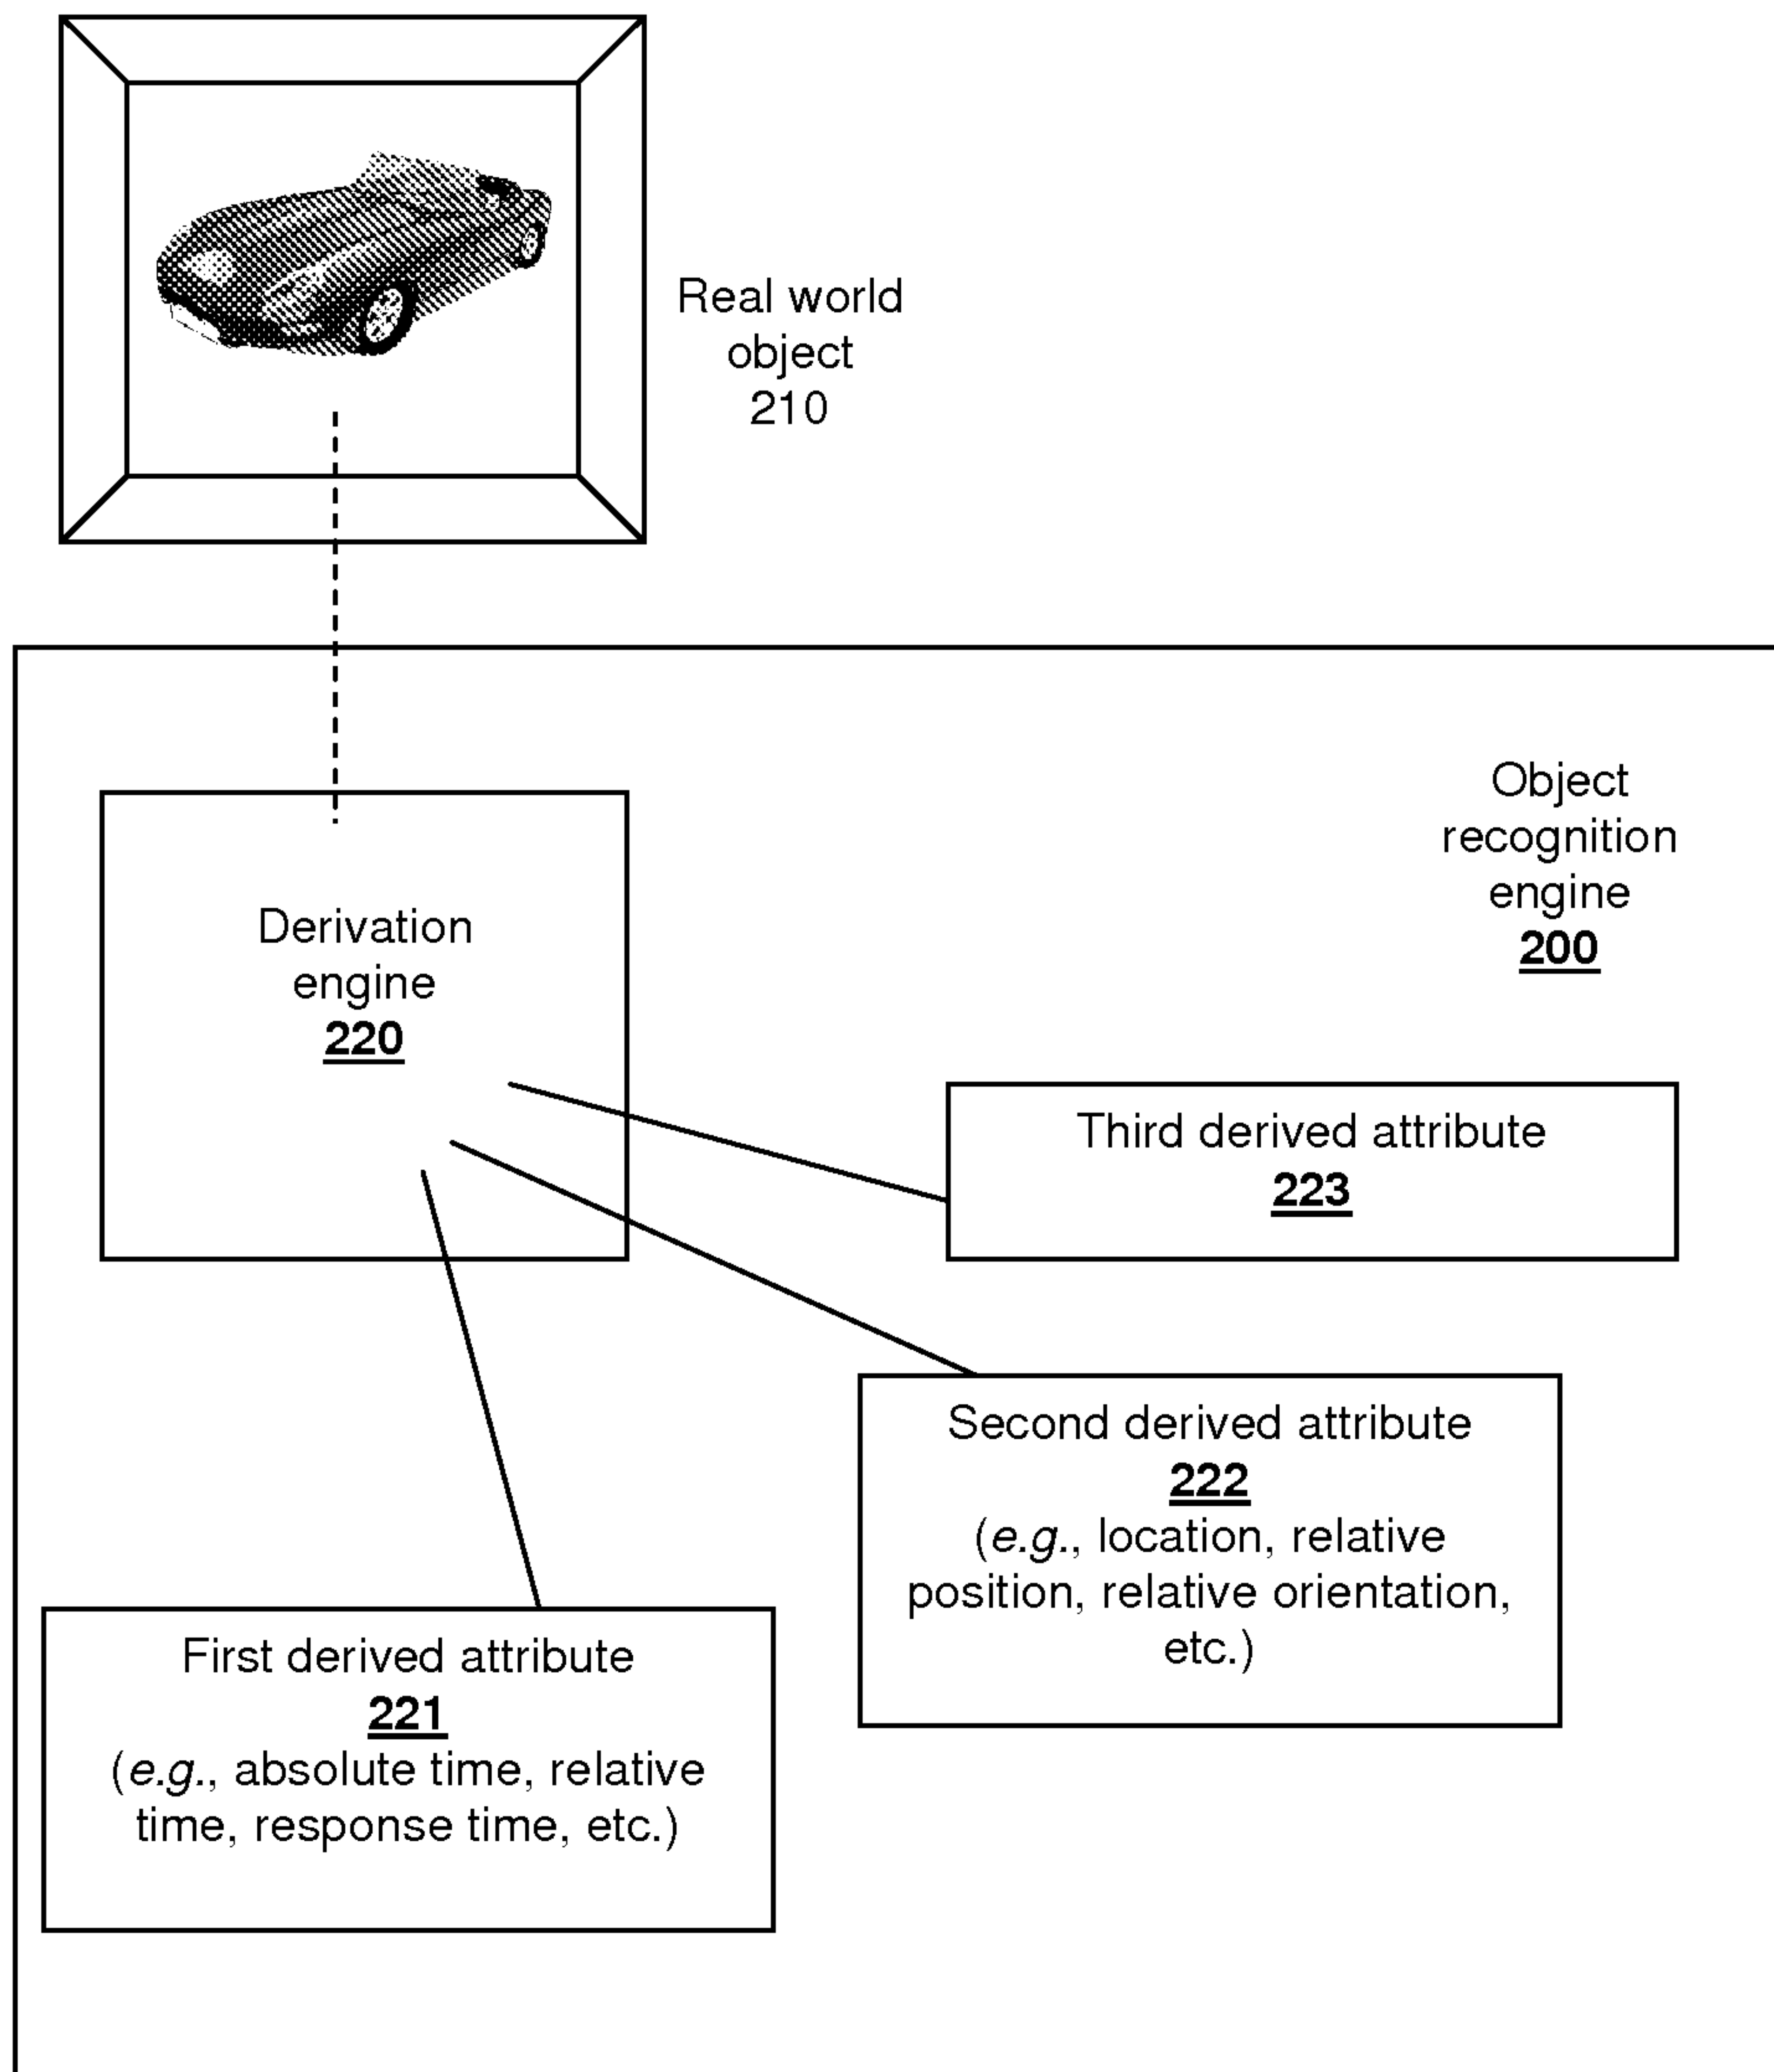 Real world
object
210
Object
recognition
engine
200
Derivation
engine
220
Third derived attribute
223
Second derived attribute
222
(e.g., location, relative
position, relative orientation,
etc.)
First derived attribute
221
(e.g., absolute time, relative
time, response time, etc.)